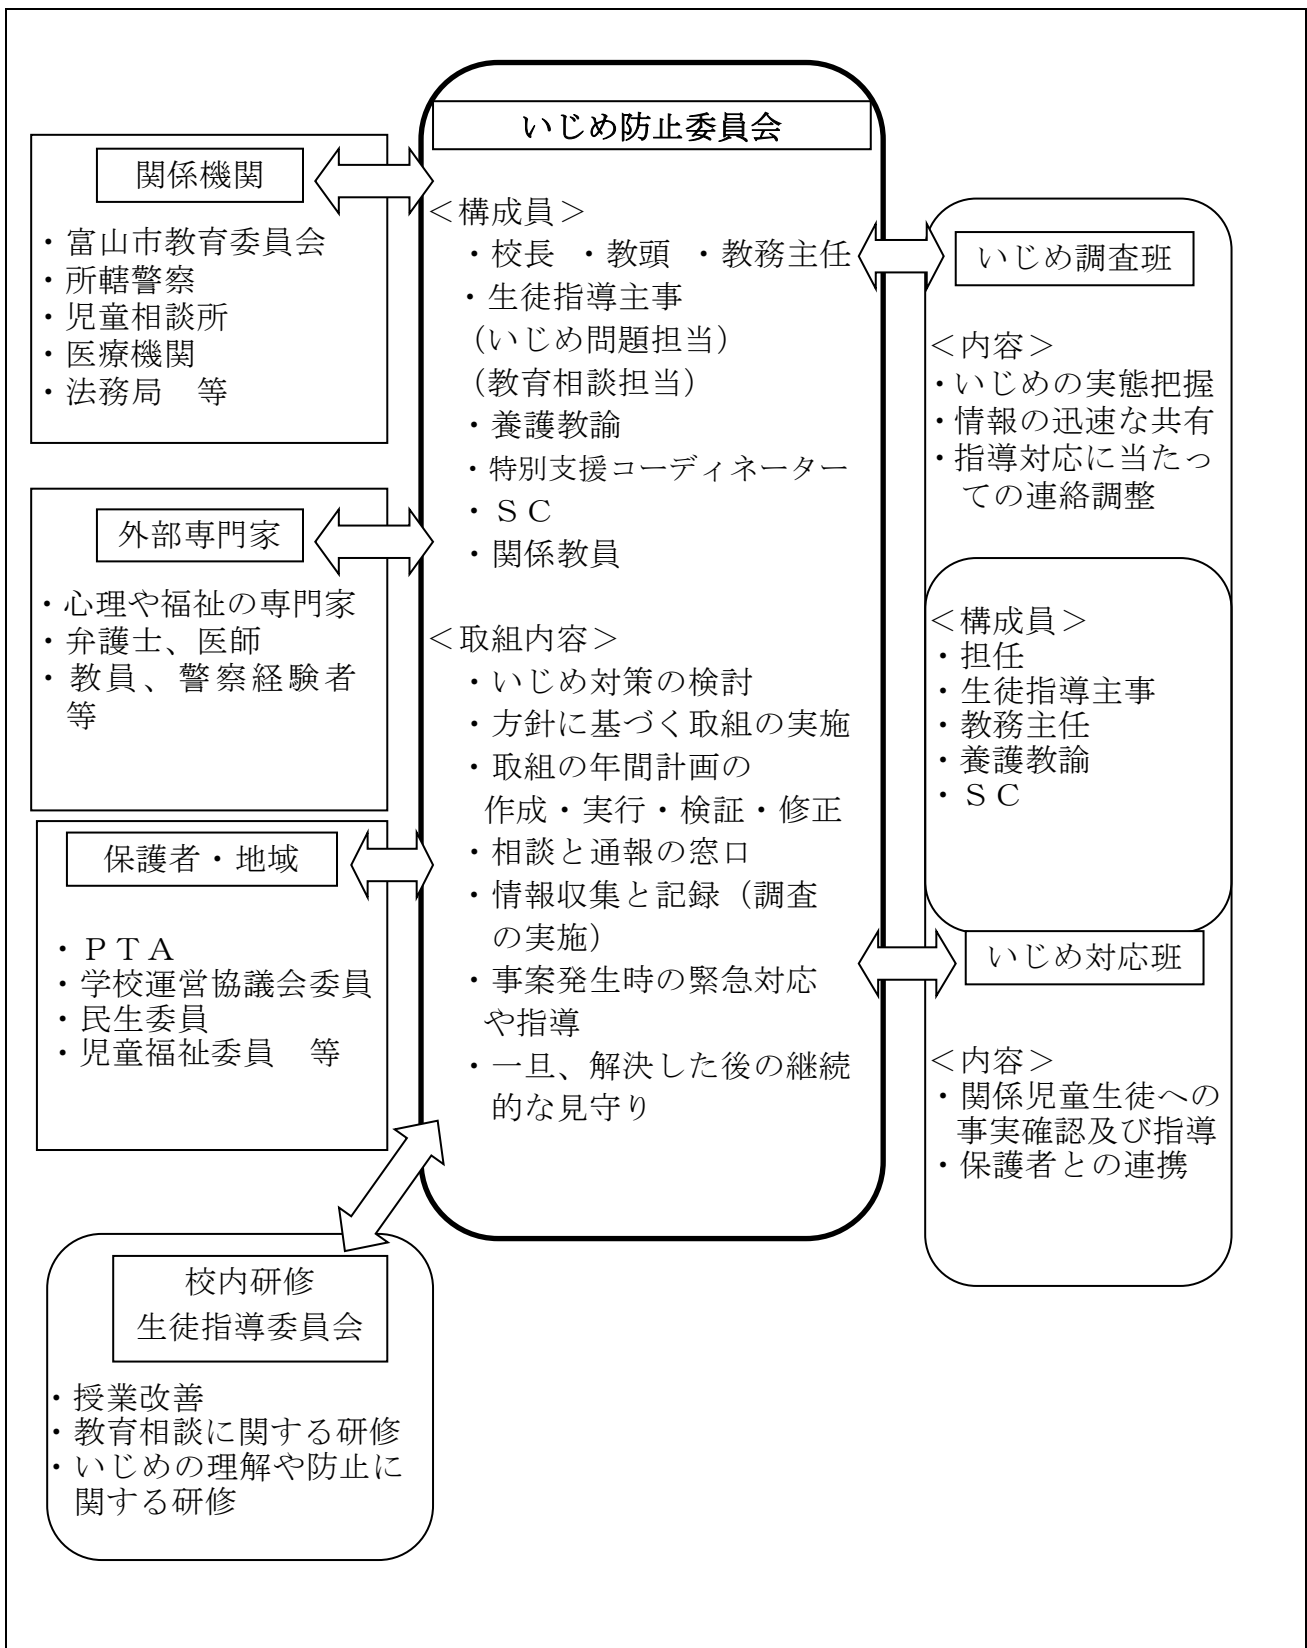 いじめ防止委員会
＜構成員＞
・校長 ・教頭 ・教務主任
・生徒指導主事
（いじめ問題担当）
（教育相談担当）
・養護教諭
・特別支援コーディネーター
・ＳＣ
・関係教員
＜取組内容＞
・いじめ対策の検討
・方針に基づく取組の実施
・取組の年間計画の
作成・実行・検証・修正
・相談と通報の窓口
・情報収集と記録（調査
の実施）
・事案発生時の緊急対応
や指導
・一旦、解決した後の継続
的な見守り
関係機関
・富山市教育委員会
・所轄警察
・児童相談所
・医療機関
・法務局　等
外部専門家
・心理や福祉の専門家
・弁護士、医師
・教員、警察経験者
等
保護者・地域
・ＰＴＡ
・学校運営協議会委員
・民生委員
・児童福祉委員　等
校内研修
生徒指導委員会
・授業改善
・教育相談に関する研修
・いじめの理解や防止に
関する研修
いじめ調査班
＜内容＞
・いじめの実態把握
・情報の迅速な共有
・指導対応に当たっ
ての連絡調整
＜構成員＞
・担任
・生徒指導主事
・教務主任
・養護教諭
・ＳＣ
いじめ対応班
＜内容＞
・関係児童生徒への
事実確認及び指導
・保護者との連携